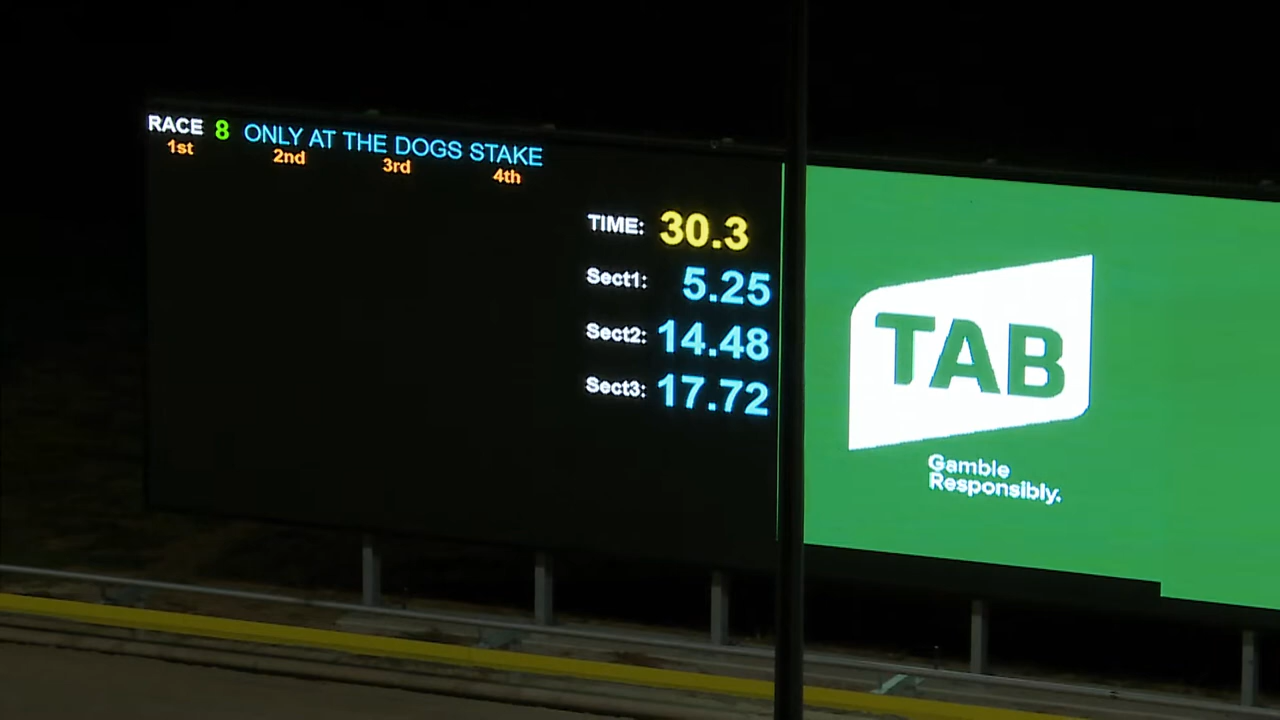 RACE 8 ONLY AT THE DOGS STAKE
1st 2nd 3rd 4th
TIME: 30.3
Sect1: 5.25
Sect2: 14.48
Sect3: 17.72
TAB
Gamble
Responsibly.